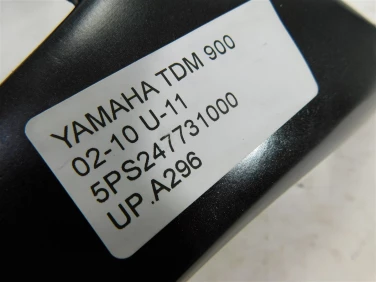 YAMAHA TDM 900
02-10 U-11
5PS247731000
UP.A296